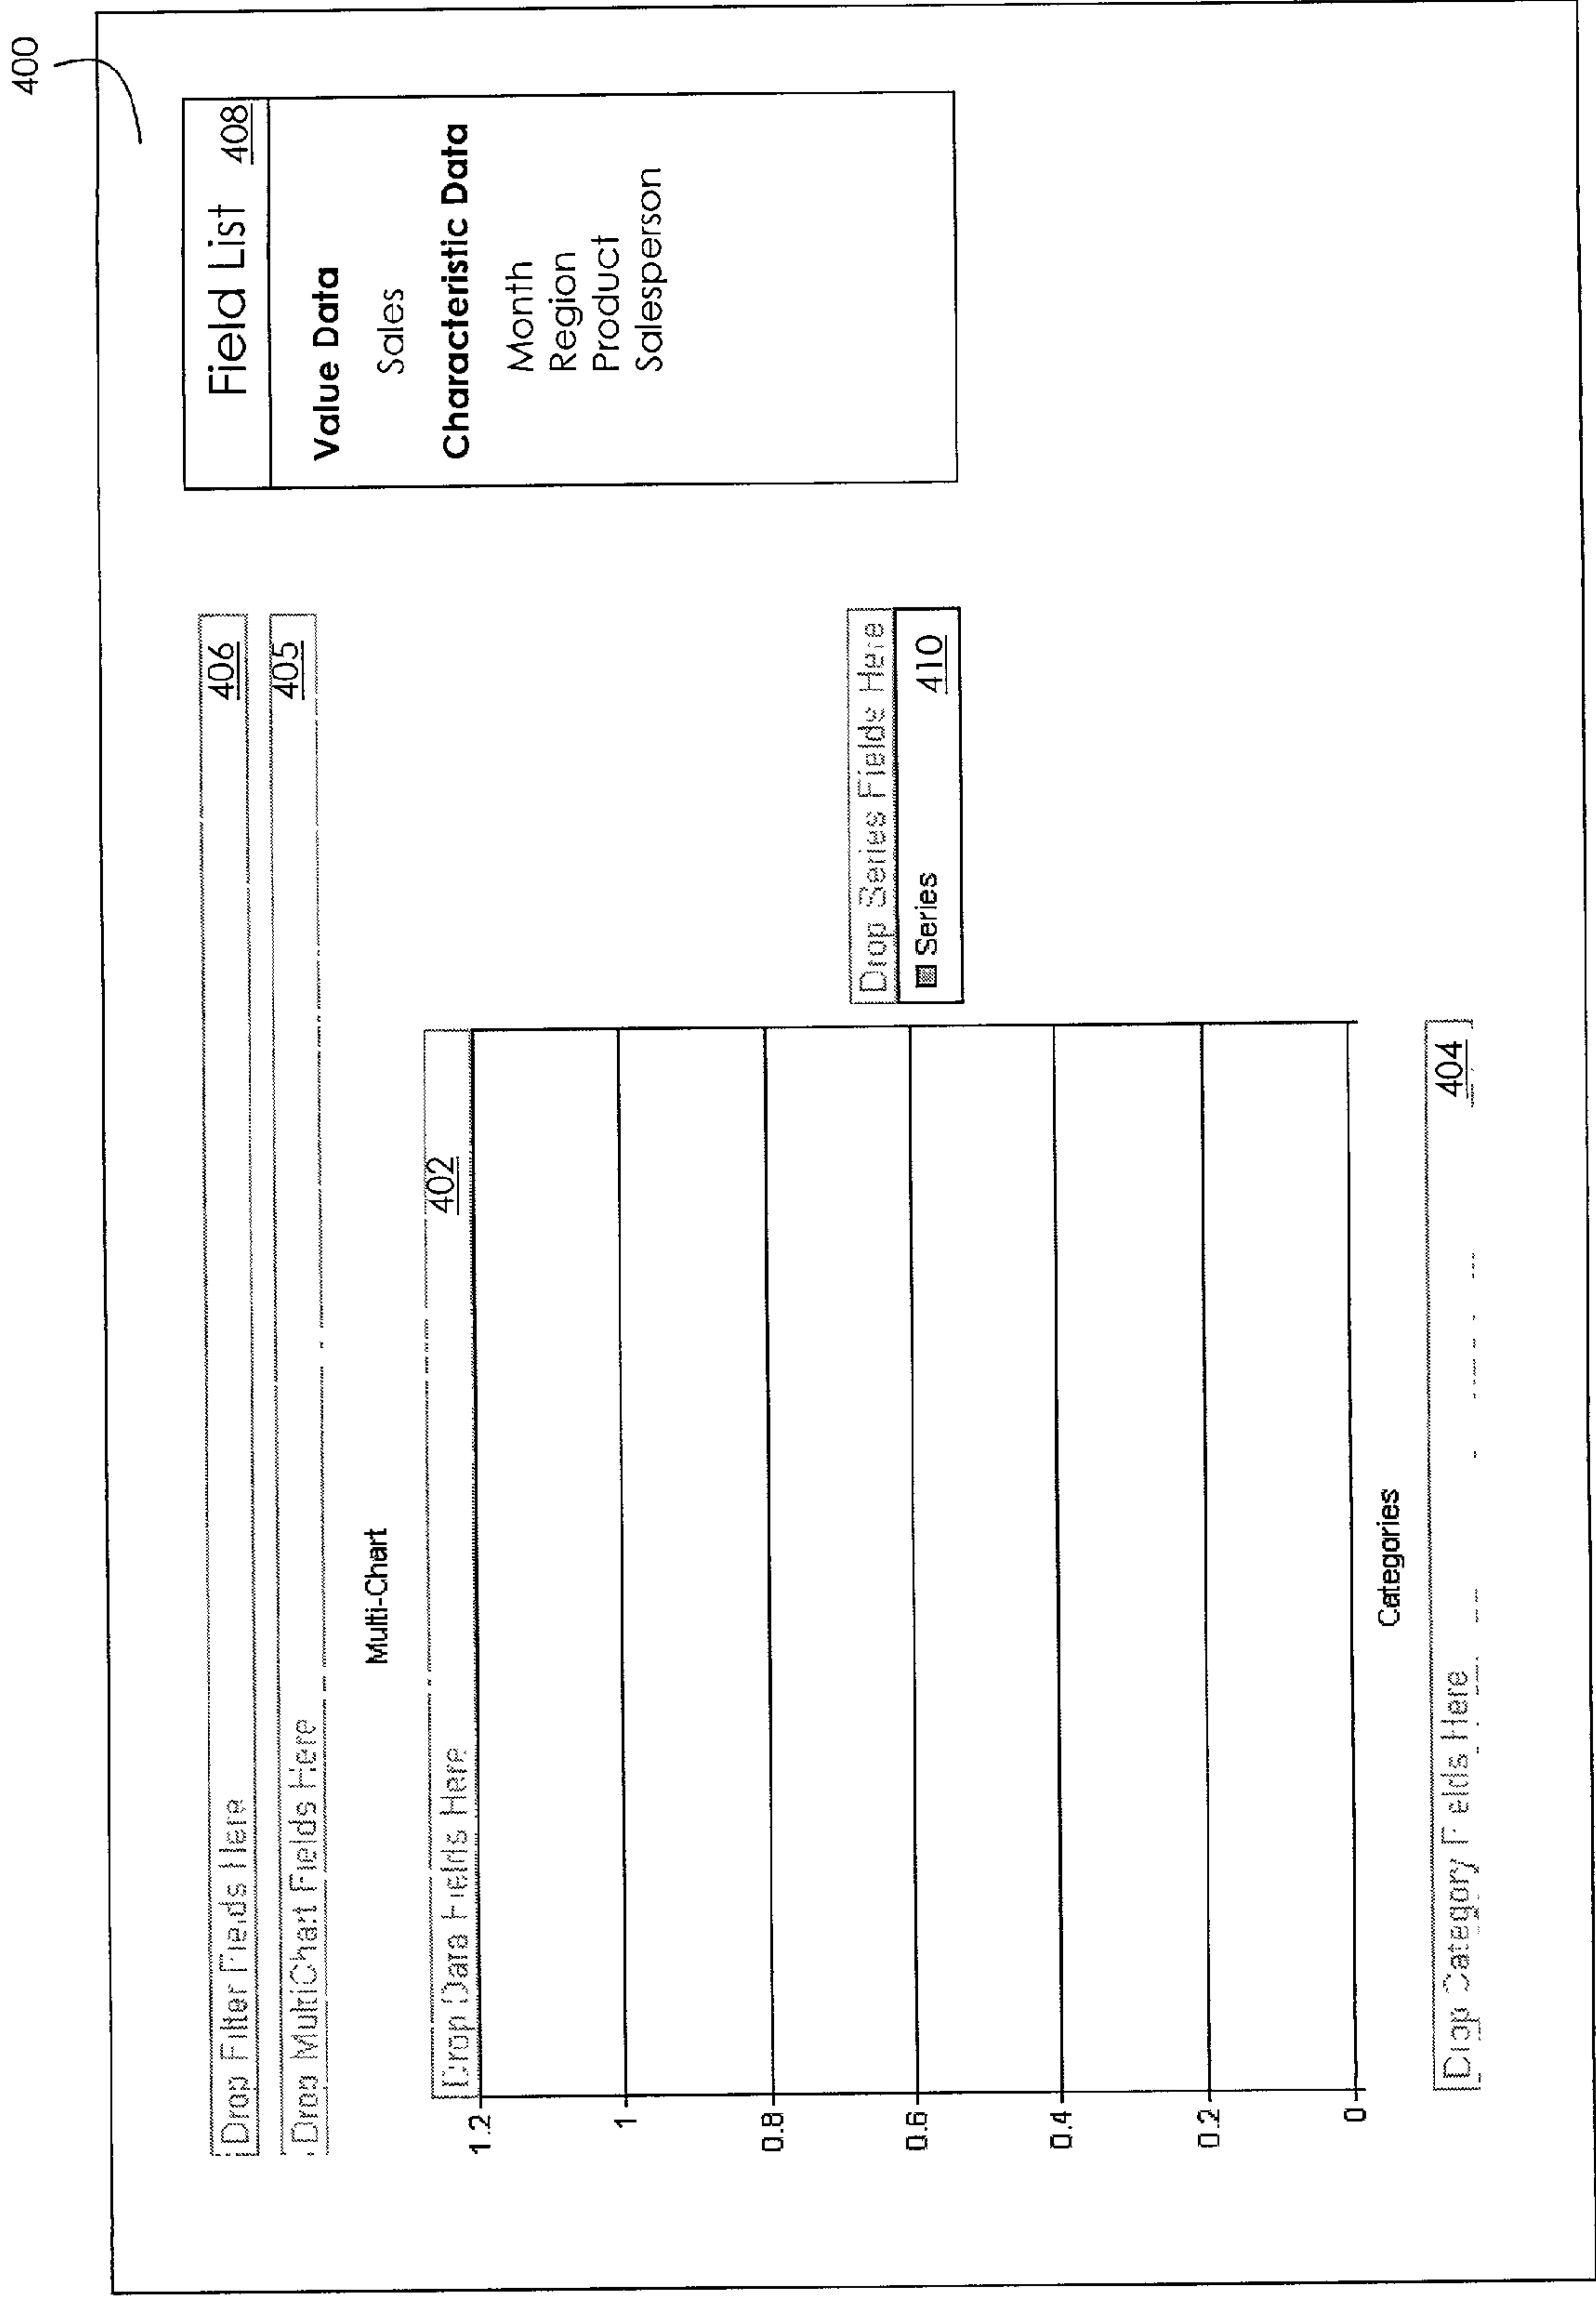 400
Drop Filter Fields Here 406
Drop MultiChart Fields Here 405
Field List 408
Value Data
Sales
Characteristic Data
Month
Region
Product
Salesperson
Multi-Chart
Drop Data Fields Here 402
1.2
1
0.8
0.6
0.4
0.2
0
Drop Series Fields Here
Series 410
Categories
Drop Category Fields Here 404